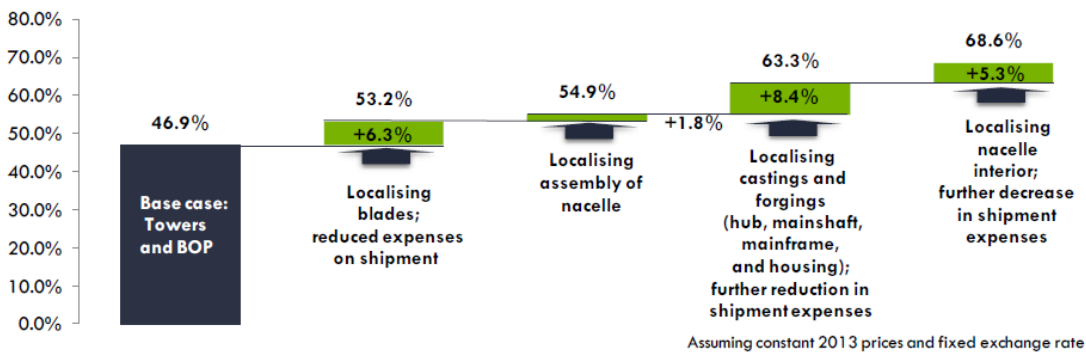 80.0%
70.0%
60.0%
50.0%
40.0%
30.0%
20.0%
10.0%
0.0%
46.9%
Base case:
Towers
and BOP
53.2%
+6.3%
Localising
blades;
reduced expenses
on shipment
54.9%
+1.8%
Localising
assembly of
nacelle
63.3%
+8.4%
Localising
castings and
forgings
(hub, mainshaft,
mainframe,
and housing);
further reduction in
shipment expenses
68.6%
+5.3%
Localising
nacelle
interior;
further decrease
in shipment
expenses
Assuming constant 2013 prices and fixed exchange rate